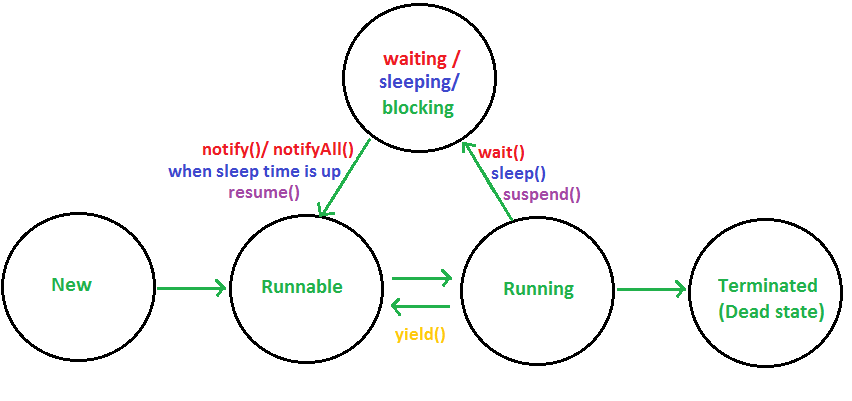 waiting /
sleeping/
blocking
notify()/ notifyAll()
when sleep time is up
resume()
wait()
sleep()
suspend()
New
Runnable
Running
Terminated
(Dead state)
yield()